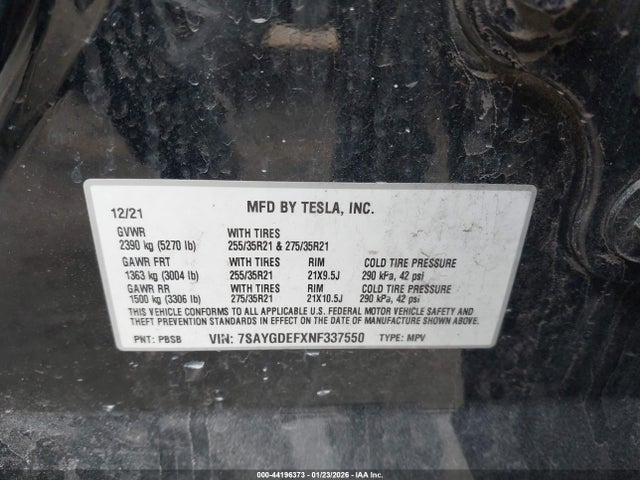 12/21 MFD BY TESLA, INC.
GVWR WITH TIRES
2390 kg (5270 lb) 255/35R21 & 275/35R21
GAWR FRT WITH TIRES RIM COLD TIRE PRESSURE
1363 kg (3004 lb) 255/35R21 21X9.5J 290 kPa, 42 psi
GAWR RR WITH TIRES RIM COLD TIRE PRESSURE
1500 kg (3306 lb) 275/35R21 21X10.5J 290 kPa, 42 psi
THIS VEHICLE CONFORMS TO ALL APPLICABLE U.S. FEDERAL MOTOR VEHICLE SAFETY AND
THEFT PREVENTION STANDARDS IN EFFECT ON THE DATE OF MANUFACTURE SHOWN ABOVE.
PNT: PBSB VIN: 7SAYGDEFXNF337550 TYPE: MPV
000-44196373 - 01/23/2026 - IAA Inc.